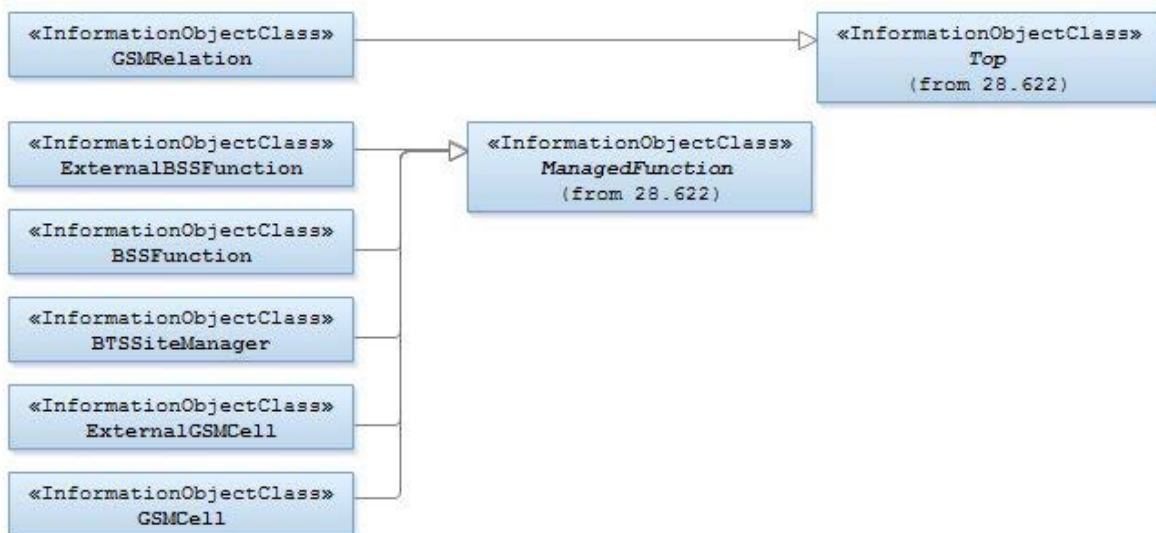 «InformationObjectClass»
GSMRelation
«InformationObjectClass»
Top
(from 28.622)
«InformationObjectClass»
ExternalBSSFunction
«InformationObjectClass»
ManagedFunction
(from 28.622)
«InformationObjectClass»
BSSFunction
«InformationObjectClass»
BTSSiteManager
«InformationObjectClass»
ExternalGSMCell
«InformationObjectClass»
GSMCell